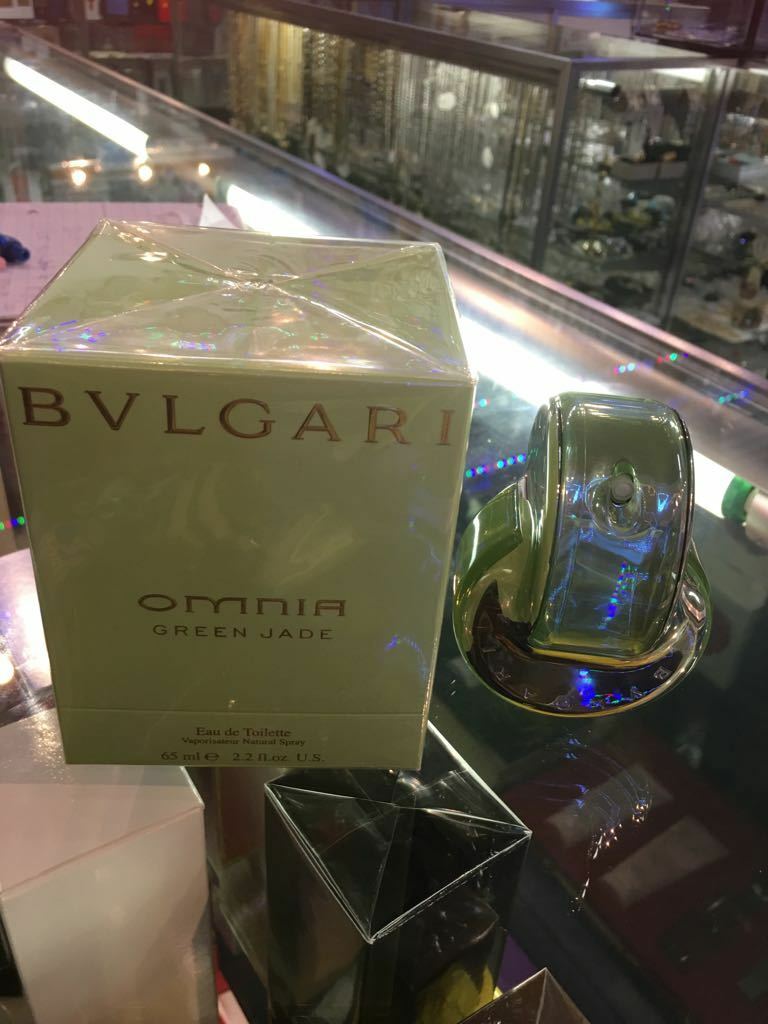 BVLGARI
OMNIA
GREEN JADE
Eau de Toilette
Vaporisateur Natural Spray
65 ml ℮ 2.2 fl.oz. U.S.